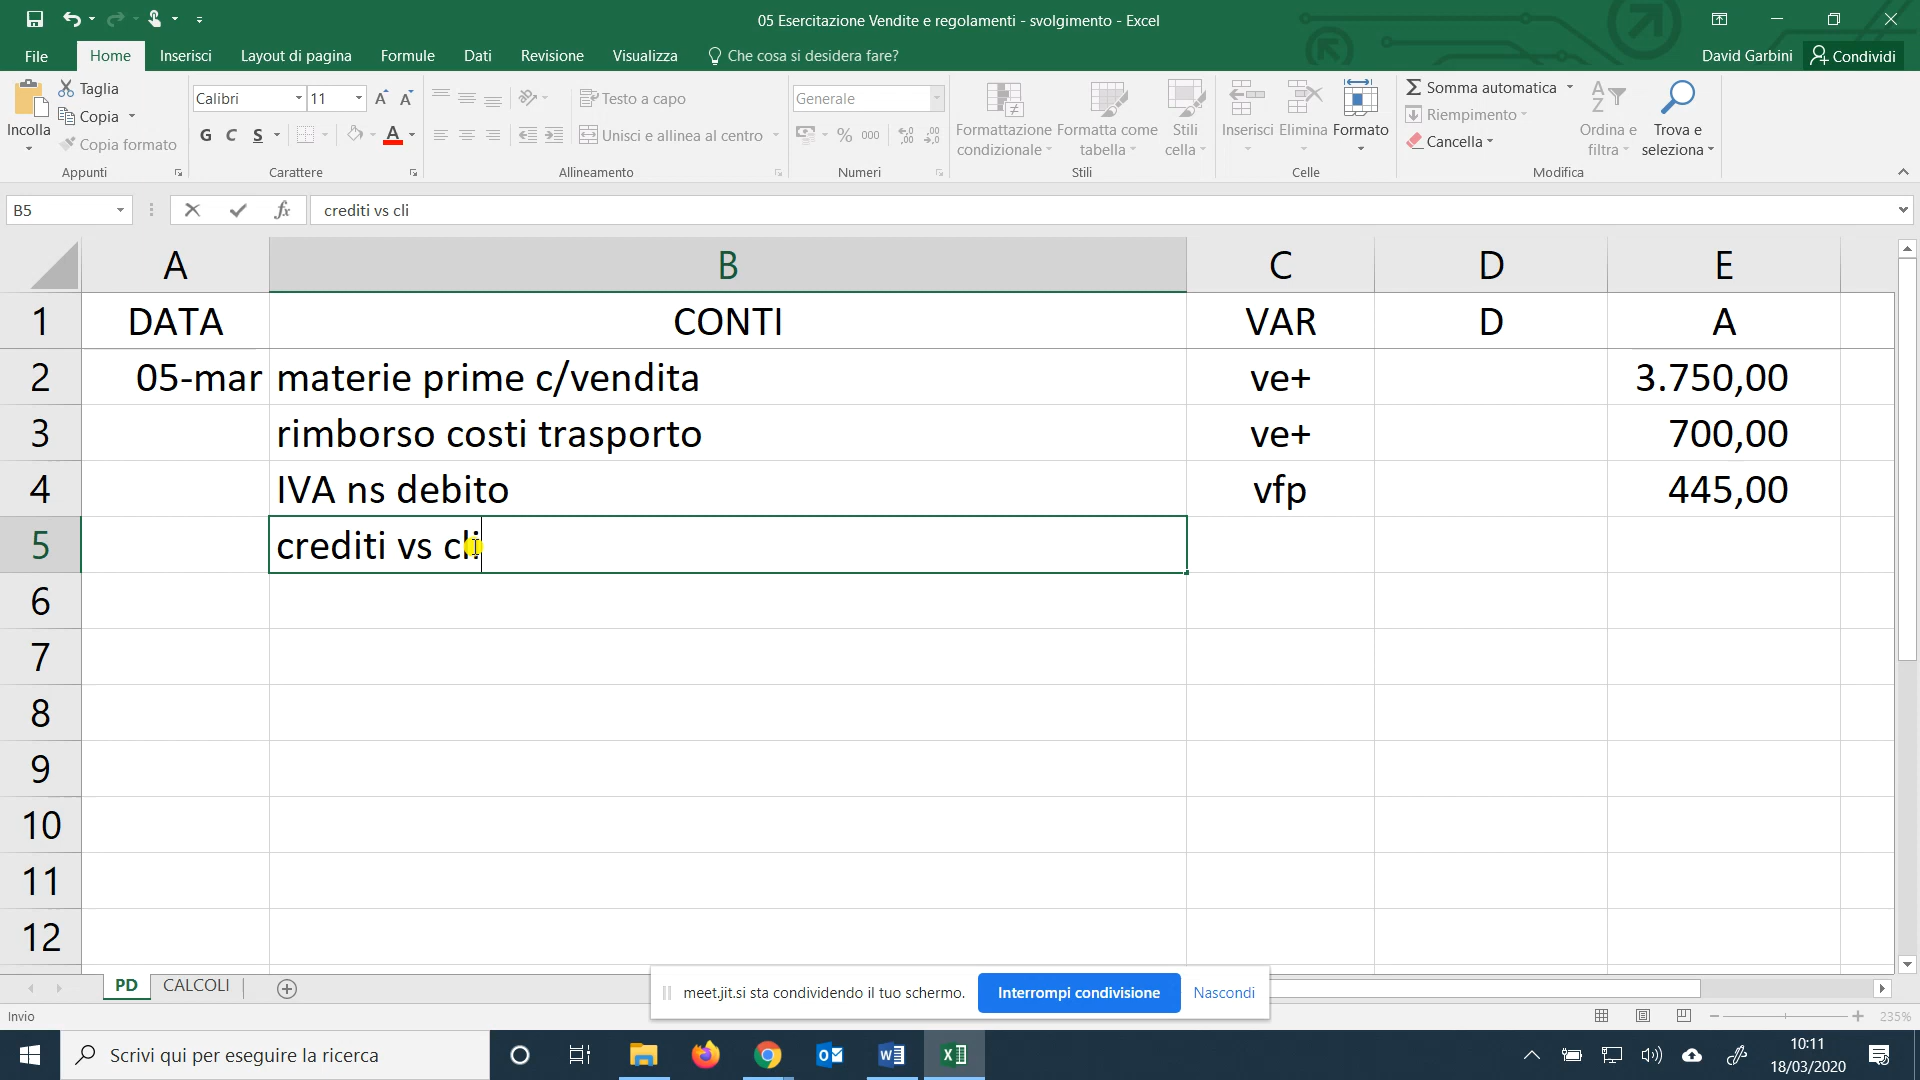 05 Esercitazione Vendite e regolamenti - svolgimento - Excel
File Home Inserisci Layout di pagina Formule Dati Revisione Visualizza Che cosa si desidera fare? David Garbini Condividi
Incolla Taglia Copia Copia formato Appunti
Calibri 11 G C S A Carattere
Testo a capo Unisci e allinea al centro Allineamento
Generale % 000 Numeri
Formattazione condizionale Formatta come tabella Stili cella Stili
Inserisci Elimina Formato Celle
Somma automatica Riempimento Cancella Ordina e filtra Trova e seleziona Modifica
B5 fx crediti vs cli
A B C D E
1 DATA CONTI VAR D A
2 05-mar materie prime c/vendita ve+ 3.750,00
3 rimborso costi trasporto ve+ 700,00
4 IVA ns debito vfp 445,00
5 crediti vs cli
6
7
8
9
10
11
12
PD CALCOLI
meet.jit.si sta condividendo il tuo schermo. Interrompi condivisione Nascondi
Invio 235%
Scrivi qui per eseguire la ricerca 10:11
18/03/2020